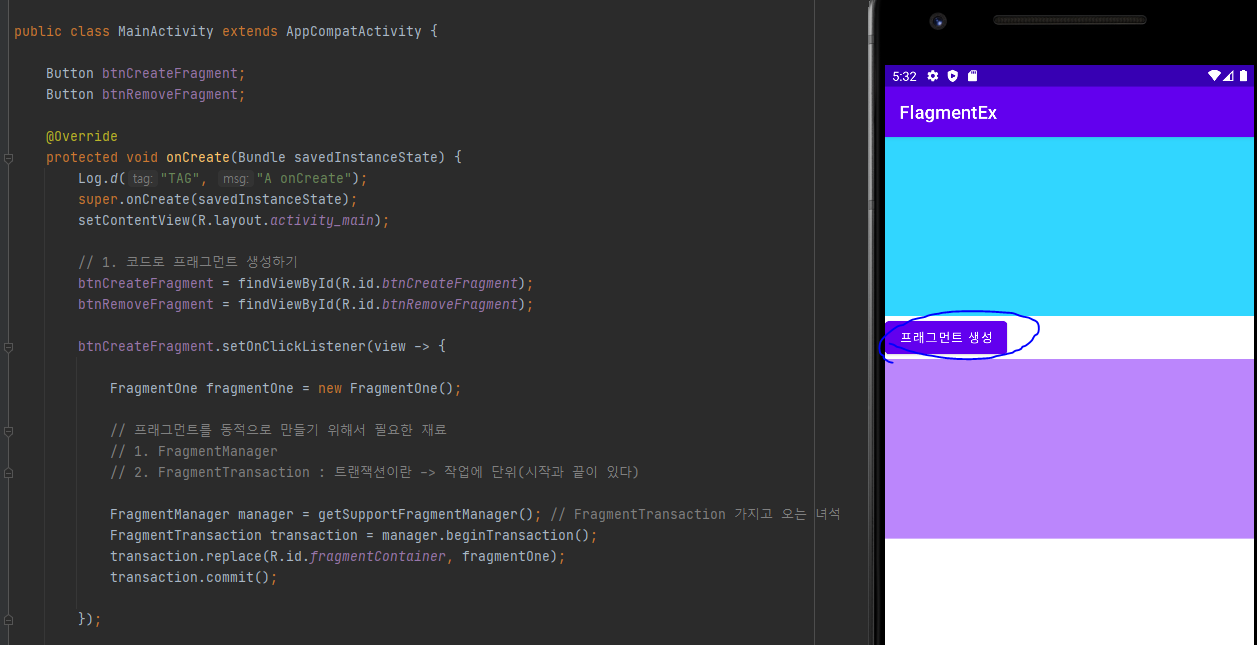 public class MainActivity extends AppCompatActivity {
Button btnCreateFragment;
Button btnRemoveFragment;
@Override
protected void onCreate(Bundle savedInstanceState) {
Log.d( tag: "TAG", msg: "A onCreate");
super.onCreate(savedInstanceState);
setContentView(R.layout.activity_main);
// 1. 코드로 프래그먼트 생성하기
btnCreateFragment = findViewById(R.id.btnCreateFragment);
btnRemoveFragment = findViewById(R.id.btnRemoveFragment);
btnCreateFragment.setOnClickListener(view -> {
FragmentOne fragmentOne = new FragmentOne();
// 프래그먼트를 동적으로 만들기 위해서 필요한 재료
// 1. FragmentManager
// 2. FragmentTransaction : 트랜잭션이란 -> 작업에 단위(시작과 끝이 있다)
FragmentManager manager = getSupportFragmentManager(); // FragmentTransaction 가지고 오는 녀석
FragmentTransaction transaction = manager.beginTransaction();
transaction.replace(R.id.fragmentContainer, fragmentOne);
transaction.commit();
});
5:32
FlagmentEx
프래그먼트 생성